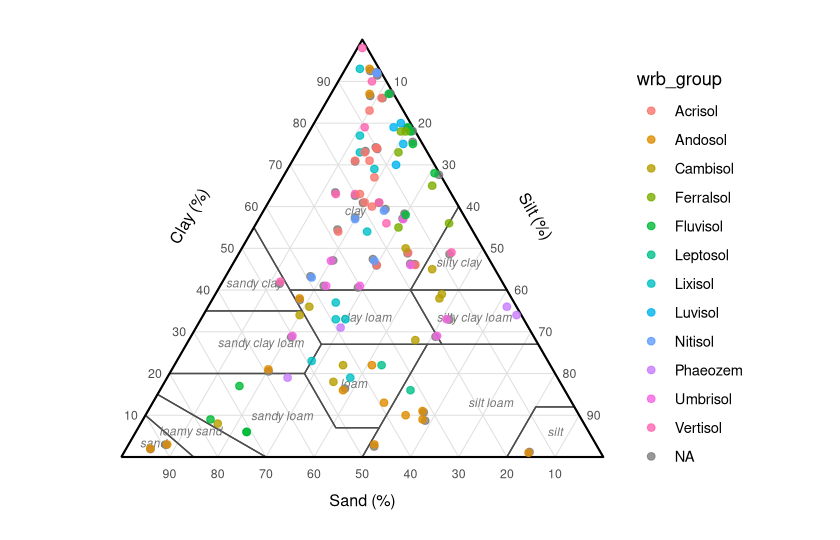 wrb_group
Acrisol
Andosol
Cambisol
Ferralsol
Fluvisol
Leptosol
Lixisol
Luvisol
Nitisol
Phaeozem
Umbrisol
Vertisol
NA
Clay (%)
Silt (%)
Sand (%)
90 10
80 20
70 30
60 40
50 50
40 60
30 70
20 80
10 90
90 80 70 60 50 40 30 20 10
clay
silty clay
sandy clay
clay loam
silty clay loam
sandy clay loam
loam
silt loam
sandy loam
loamy sand
silt
sand